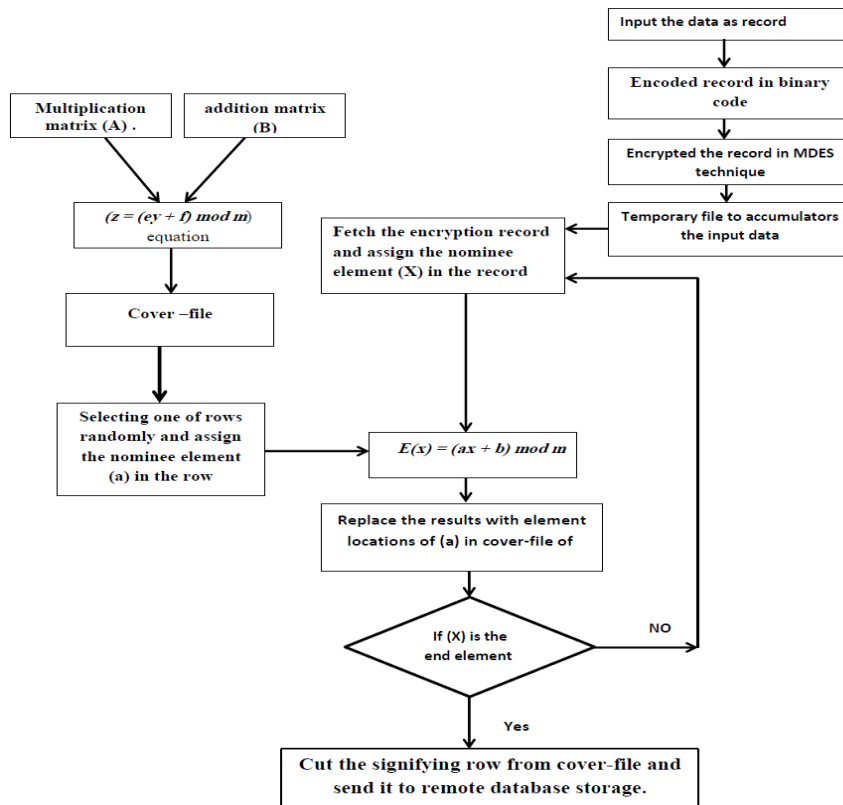 Input the data as record
Encoded record in binary
code
Encrypted the record in MDES
technique
Temporary file to accumulators
the input data
Multiplication
matrix (A) .
addition matrix
(B)
(z = (ey + f) mod m)
equation
Cover –file
Selecting one of rows
randomly and assign
the nominee element
(a) in the row
Fetch the encryption record
and assign the nominee
element (X) in the record
E(x) = (ax + b) mod m
Replace the results with element
locations of (a) in cover-file of
If (X) is the
end element
NO
Yes
Cut the signifying row from cover-file and
send it to remote database storage.